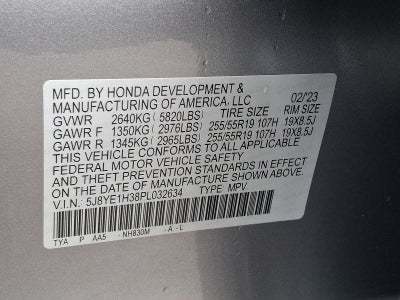 MFD. BY HONDA DEVELOPMENT &
MANUFACTURING OF AMERICA, LLC 02/'23
GVWR 2640KG (5820LBS) TIRE SIZE RIM SIZE
GAWR F 1350KG (2976LBS) 255/55R19 107H 19X8.5J
GAWR R 1345KG (2965LBS) 255/55R19 107H 19X8.5J
THIS VEHICLE CONFORMS TO ALL APPLICABLE
FEDERAL MOTOR VEHICLE SAFETY AND
THEFT PREVENTION STANDARDS IN EFFECT ON
THE DATE OF MANUFACTURE SHOWN ABOVE.
V.I.N.: 5J8YE1H38PL032634 TYPE MPV
TYA P AA5 - NH830M - A - L